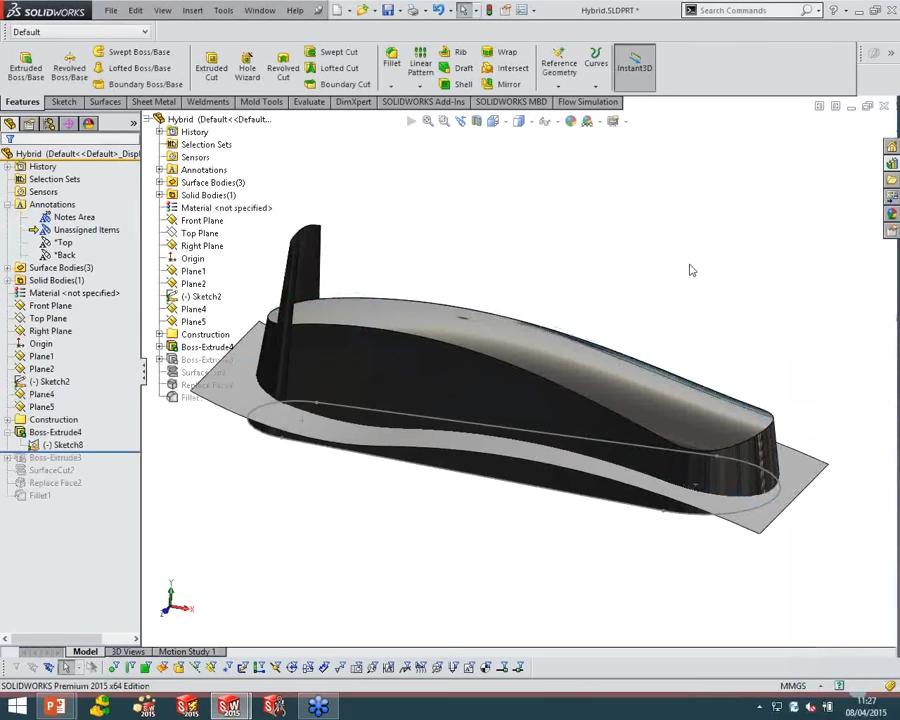 SOLIDWORKS
File Edit View Insert Tools Window Help
Hybrid.SLDPRT *
Search Commands
Default
Extruded Boss/Base
Revolved Boss/Base
Swept Boss/Base
Lofted Boss/Base
Boundary Boss/Base
Extruded Cut
Hole Wizard
Revolved Cut
Swept Cut
Lofted Cut
Boundary Cut
Fillet
Linear Pattern
Rib
Draft
Shell
Wrap
Intersect
Mirror
Reference Geometry
Curves
Instant3D
Features Sketch Surfaces Sheet Metal Weldments Mold Tools Evaluate DimXpert SOLIDWORKS Add-Ins SOLIDWORKS MBD Flow Simulation
Hybrid (Default<<Default>_Displ
History
Selection Sets
Sensors
Annotations
Notes Area
Unassigned Items
*Top
*Back
Surface Bodies(3)
Solid Bodies(1)
Material <not specified>
Front Plane
Top Plane
Right Plane
Origin
Plane1
Plane2
(-) Sketch2
Plane4
Plane5
Construction
Boss-Extrude4
(-) Sketch8
Boss-Extrude3
SurfaceCut2
Replace Face2
Fillet1
Hybrid (Default<<Default...
History
Selection Sets
Sensors
Annotations
Surface Bodies(3)
Solid Bodies(1)
Material <not specified>
Front Plane
Top Plane
Right Plane
Origin
Plane1
Plane2
(-) Sketch2
Plane4
Plane5
Construction
Boss-Extrude4
Y
X
Z
Model 3D Views Motion Study 1
SOLIDWORKS Premium 2015 x64 Edition
MMGS
11:27
08/04/2015